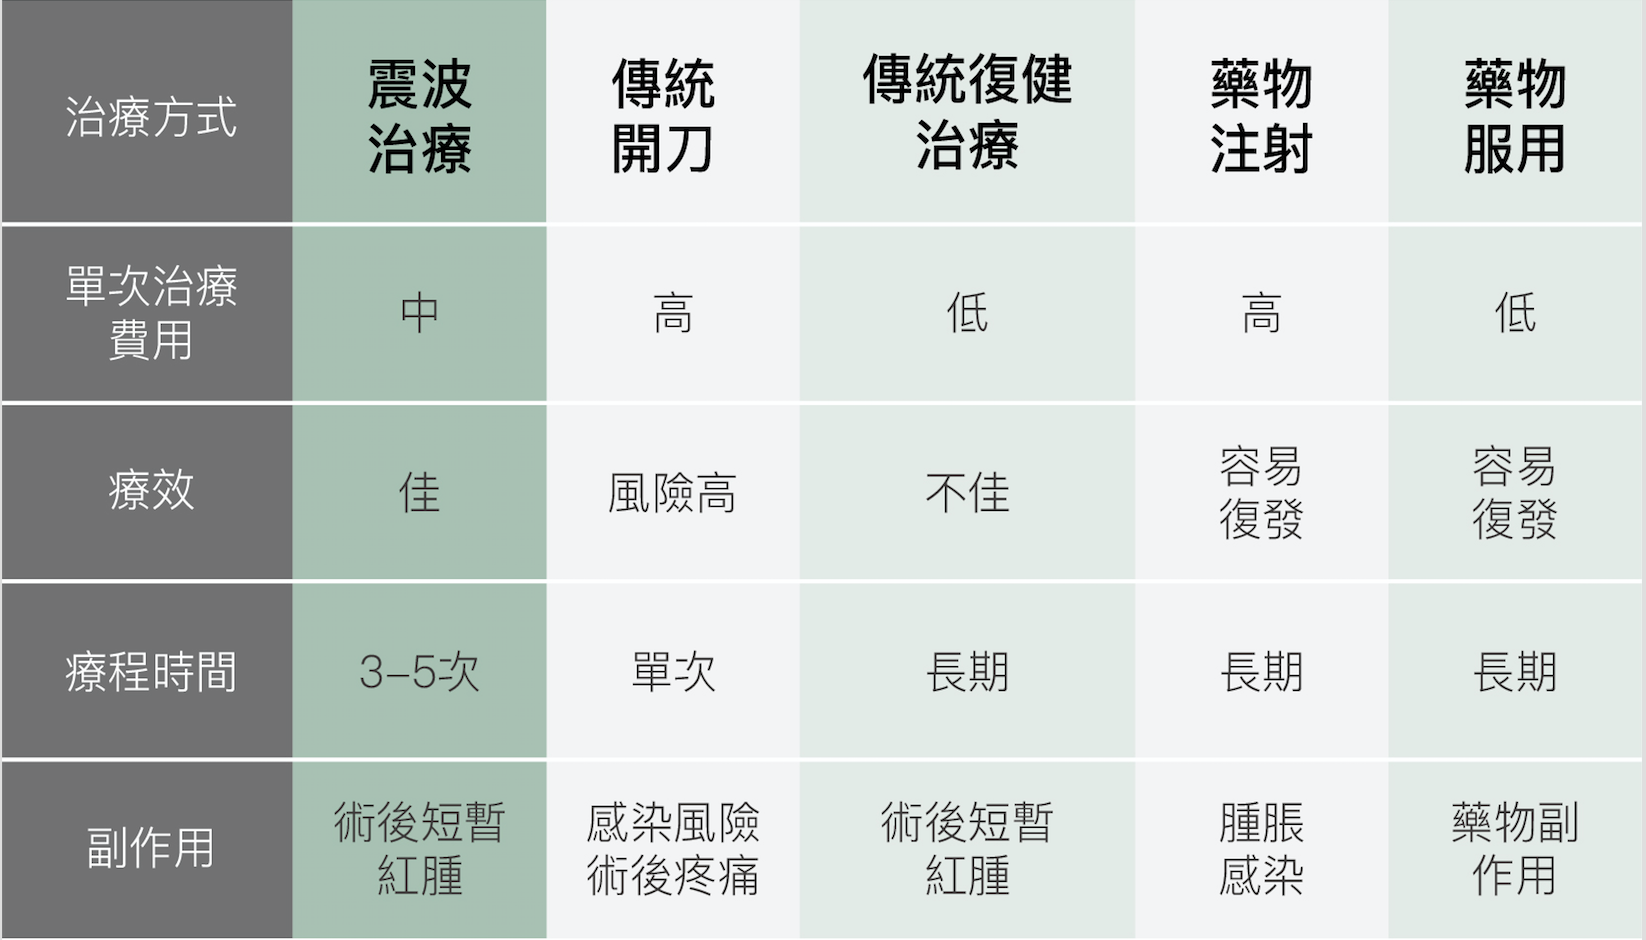 治療方式
震波
治療
傳統
開刀
傳統復健
治療
藥物
注射
藥物
服用
單次治療
費用
中
高
低
高
低
療效
佳
風險高
不佳
容易
復發
容易
復發
療程時間
3–5次
單次
長期
長期
長期
副作用
術後短暫
紅腫
感染風險
術後疼痛
術後短暫
紅腫
腫脹
感染
藥物副
作用